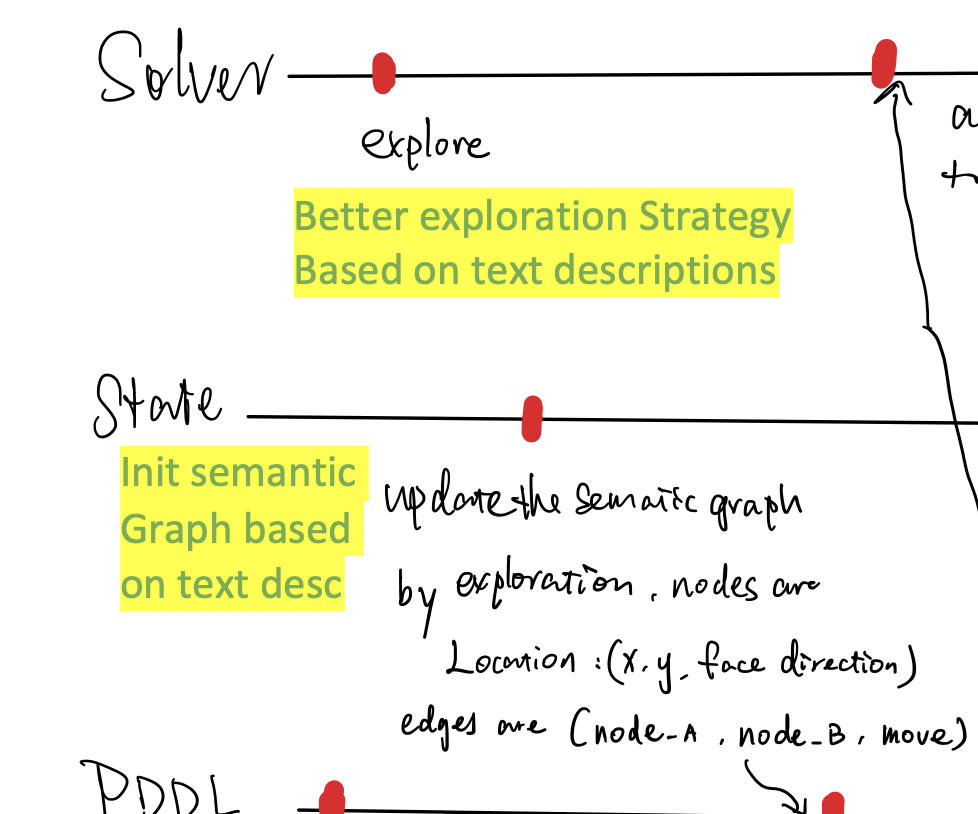 Solver
explore
a
Better exploration Strategy
Based on text descriptions
State
Init semantic
Graph based
on text desc
update the sematic graph
by exploration, nodes are
Location : (x, y, face direction)
edges are (node_A, node_B, move)
PDDL